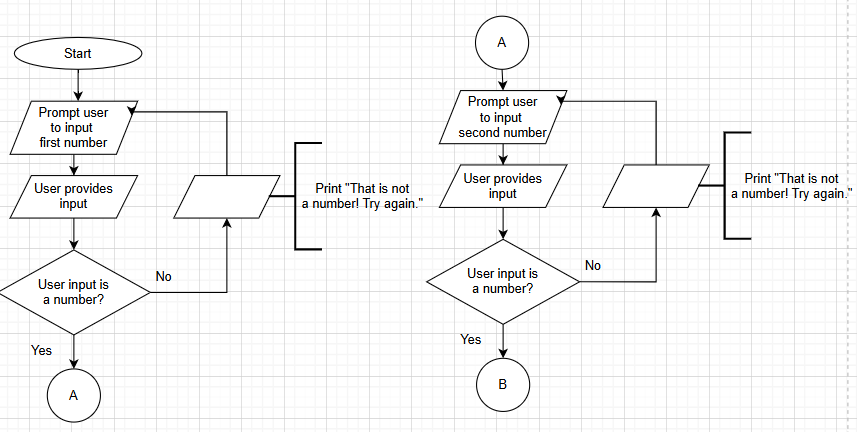 Start
Prompt user
to input
first number
User provides
input
Print "That is not
a number! Try again."
User input is
a number?
No
Yes
A
A
Prompt user
to input
second number
User provides
input
Print "That is not
a number! Try again."
User input is
a number?
No
Yes
B